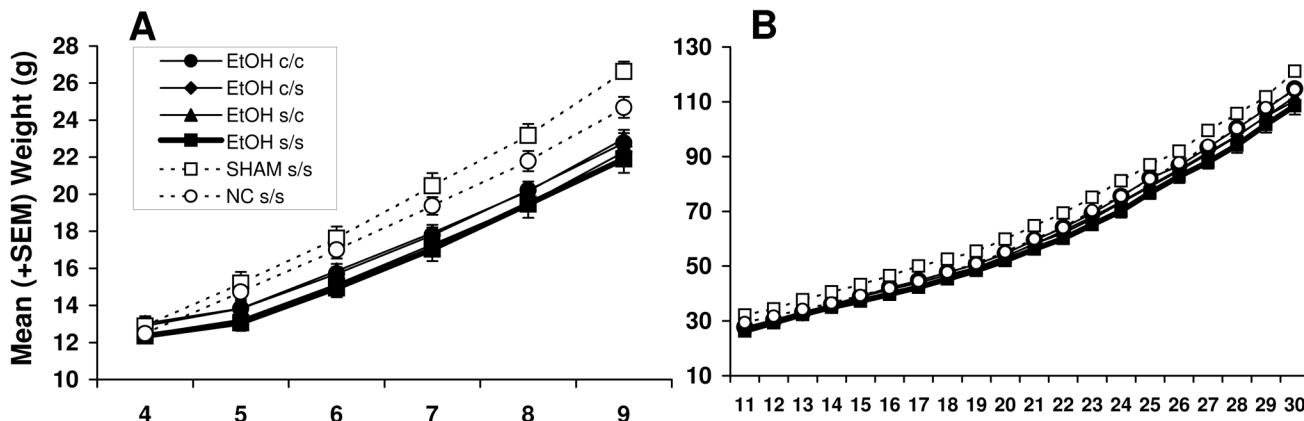 A
B
Mean (+SEM) Weight (g)
28
26
24
22
20
18
16
14
12
10
EtOH c/c
EtOH c/s
EtOH s/c
EtOH s/s
SHAM s/s
NC s/s
4 5 6 7 8 9
130
110
90
70
50
30
10
11 12 13 14 15 16 17 18 19 20 21 22 23 24 25 26 27 28 29 30